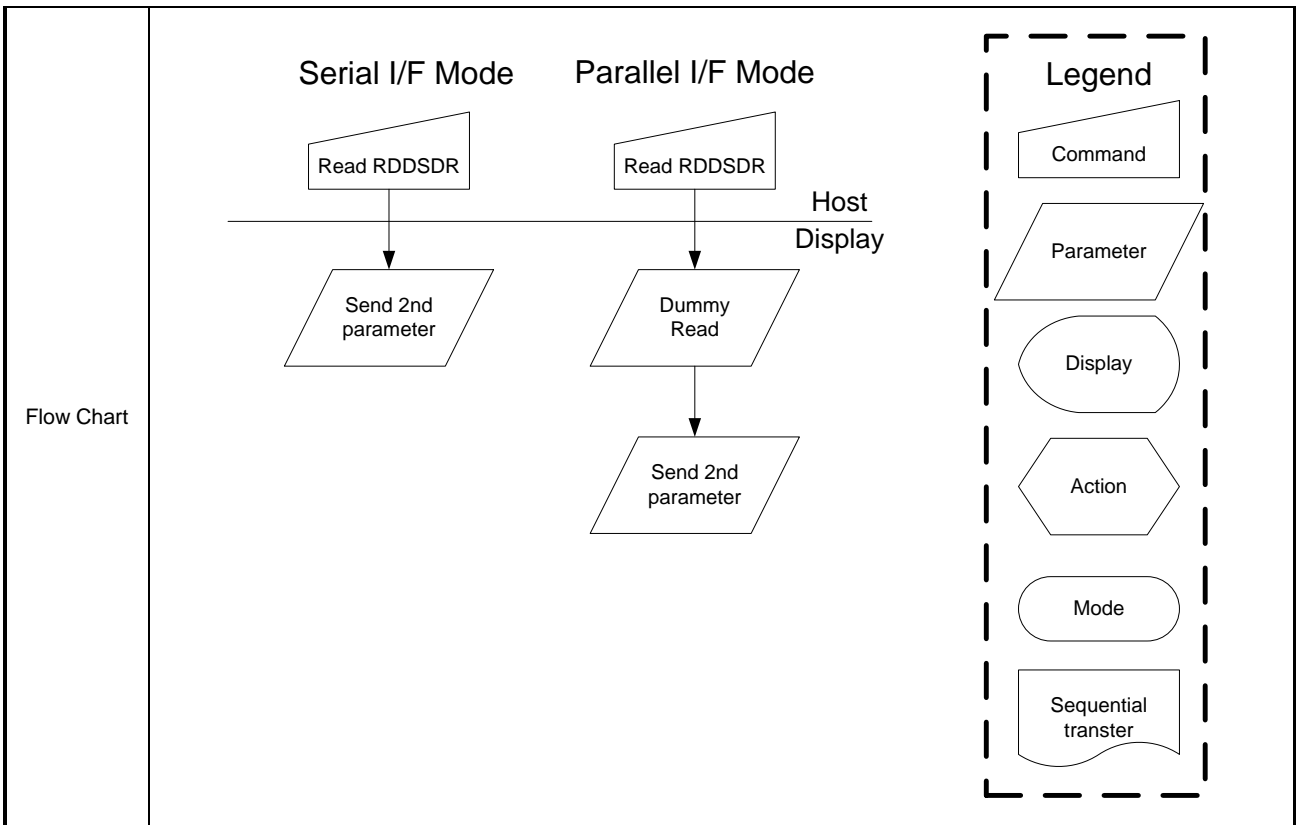 Flow Chart
Serial I/F Mode
Parallel I/F Mode
Read RDDSDR
Read RDDSDR
Host
Display
Send 2nd
parameter
Dummy
Read
Send 2nd
parameter
Legend
Command
Parameter
Display
Action
Mode
Sequential
transter